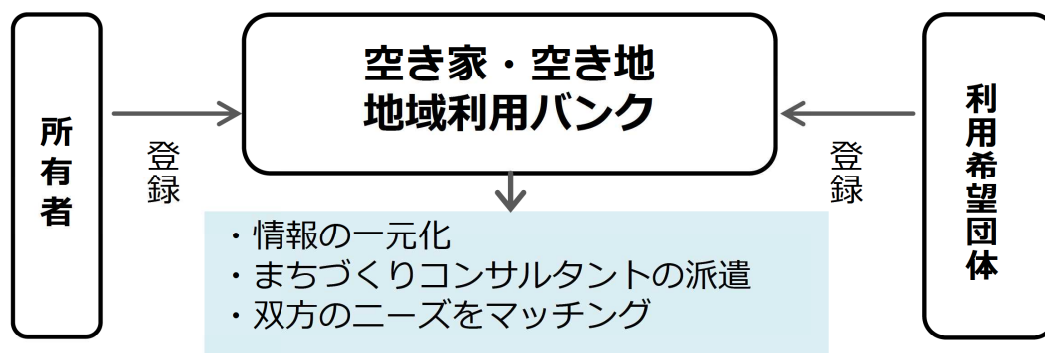 所有者
登録
空き家・空き地
地域利用バンク
登録
利用希望団体
・情報の一元化
・まちづくりコンサルタントの派遣
・双方のニーズをマッチング